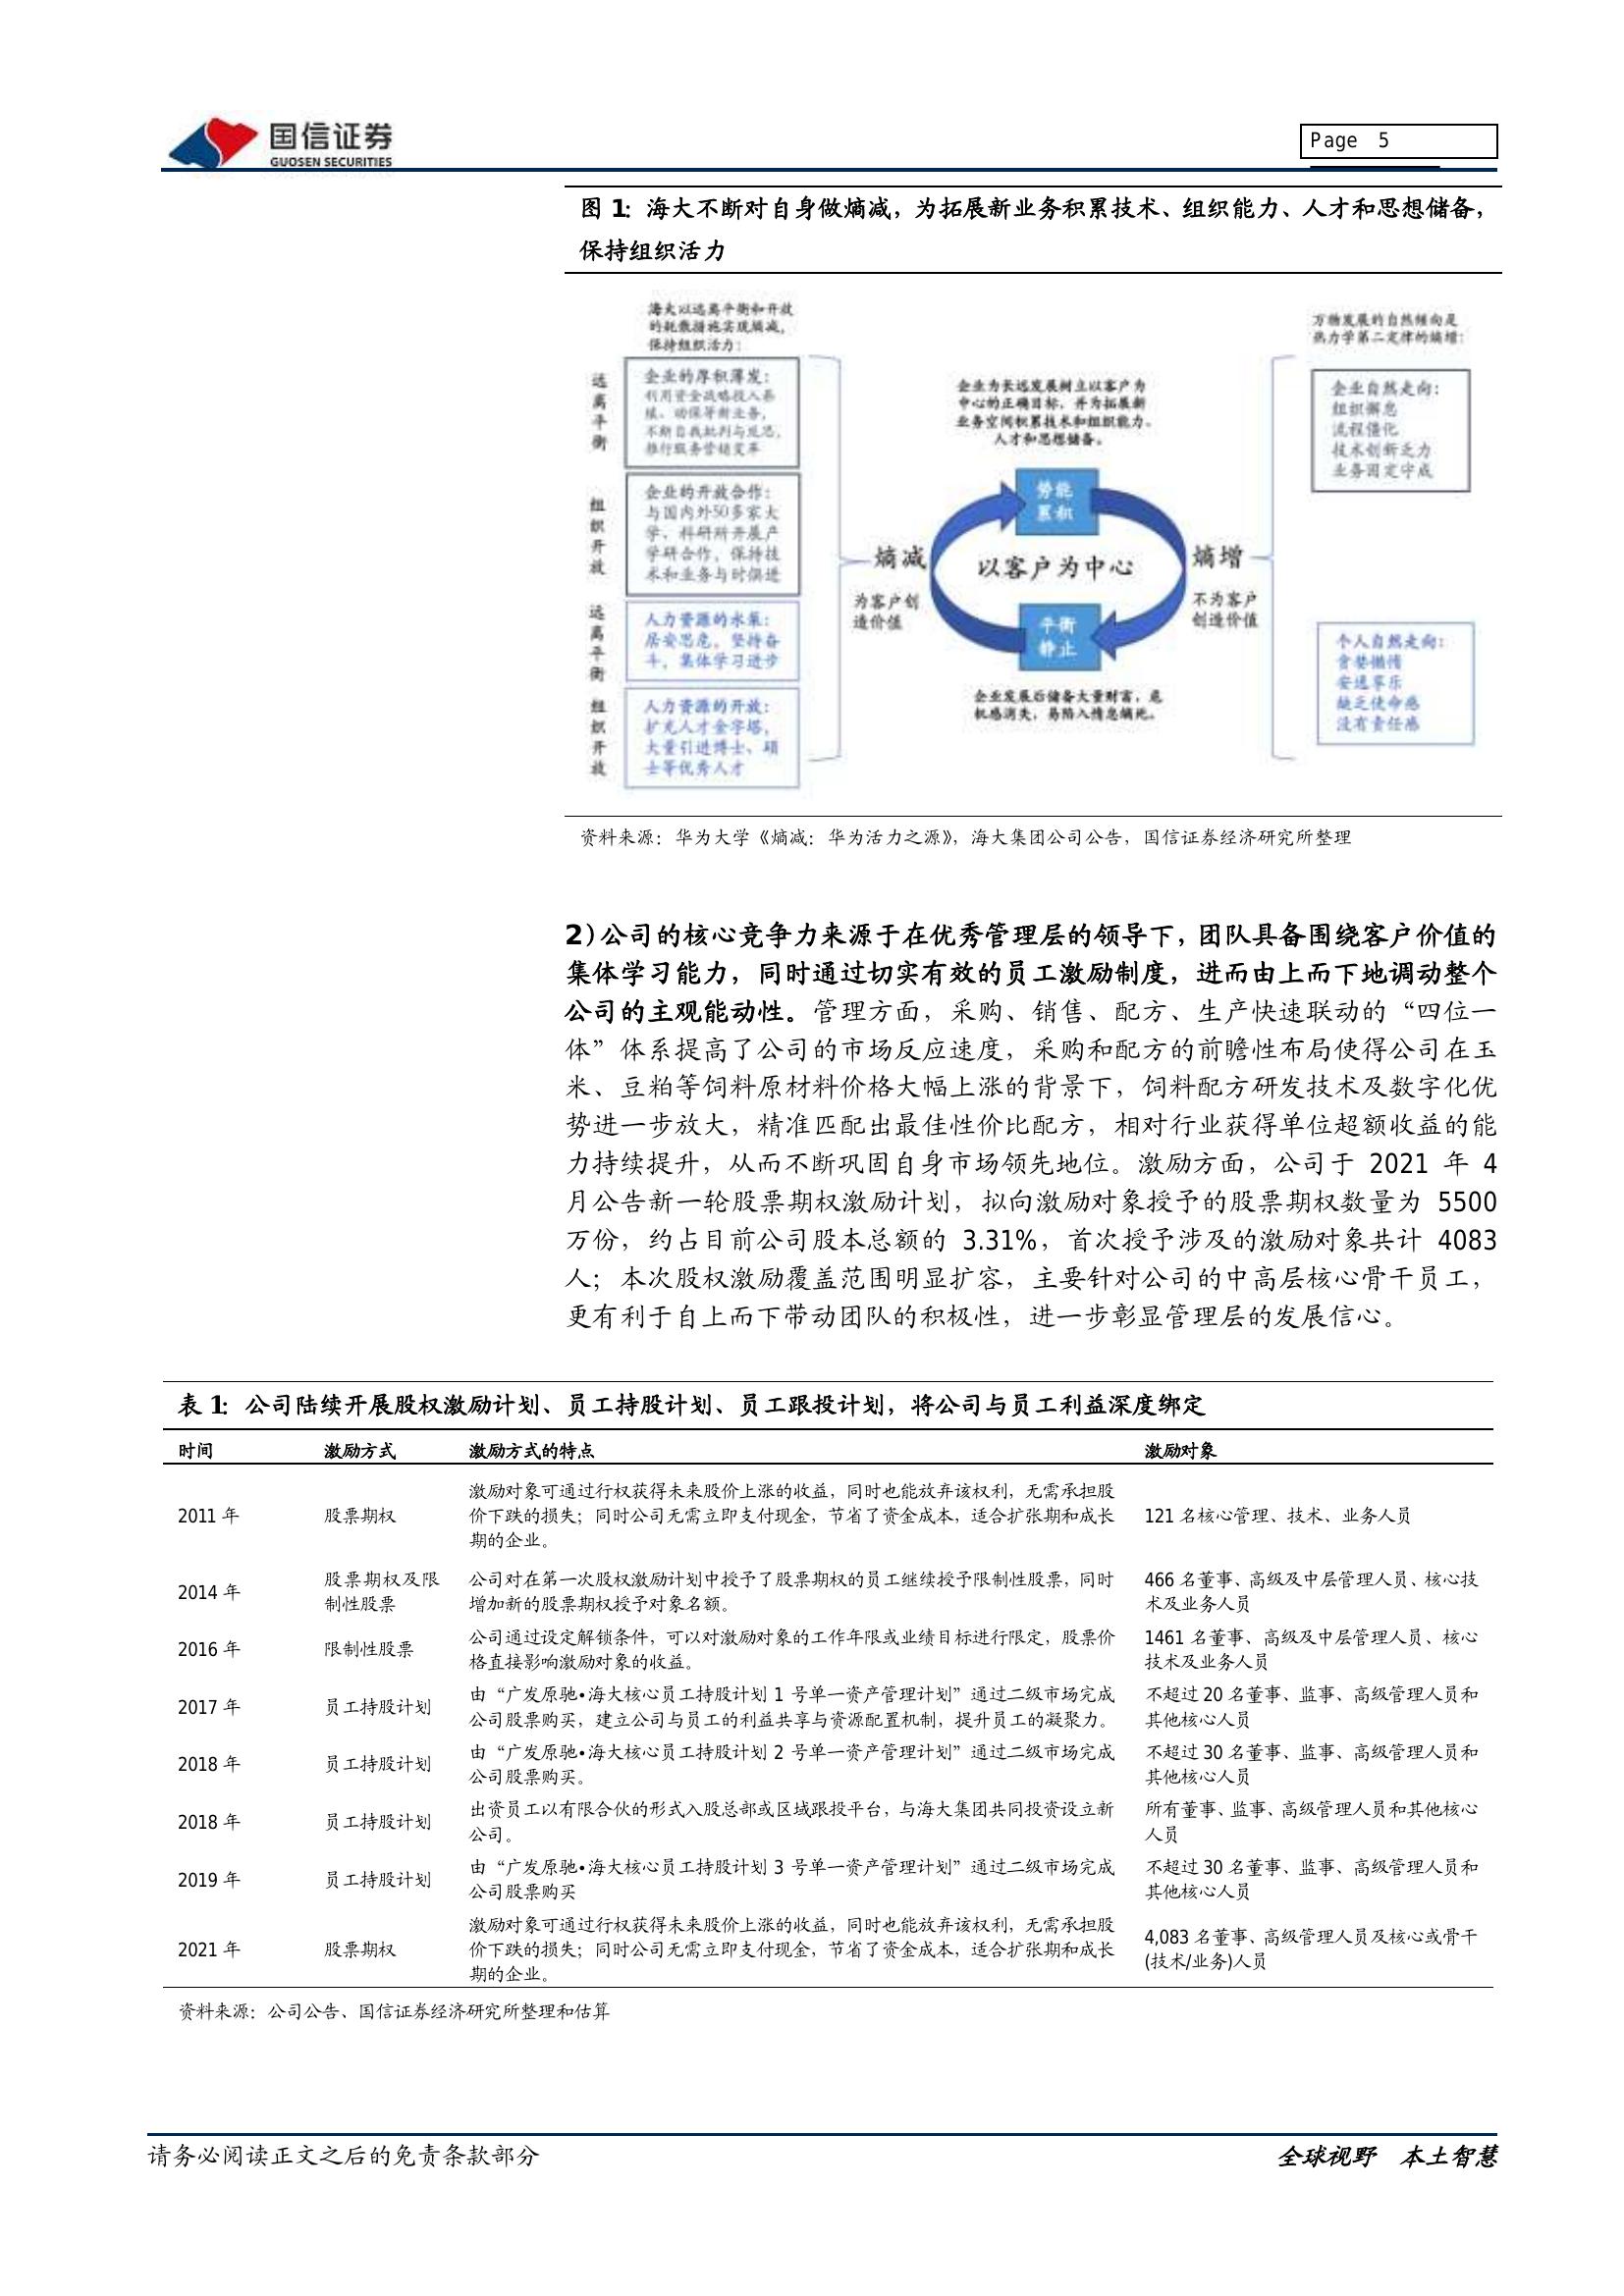 国信证券
GUOSEN SECURITIES
Page 5
图 1：海大不断对自身做熵减，为拓展新业务积累技术、组织能力、人才和思想储备，
保持组织活力
海大以远离平衡和开放
的耗散措施实现熵减，
保持组织活力：
远离平衡
企业的厚积薄发：
利用资金战略投入养
殖、动保等新业务，
不断自我批判与反思，
推行服务营销变革
组织开放
企业的开放合作：
与国内外50多家大
学、科研所开展产
学研合作，保持技
术和业务与时俱进
远离平衡
人力资源的水泵：
居安思危，坚持奋
斗，集体学习进步
组织开放
人力资源的开放：
扩充人才金字塔，
大量引进博士、硕
士等优秀人才
熵减
为客户创
造价值
企业为长远发展树立以客户为
中心的正确目标，并为拓展新
业务空间积累技术和组织能力、
人才和思想储备。
势能
累积
以客户为中心
平衡
静止
企业发展后储备大量财富，危
机感消失，易陷入惰怠熵死。
熵增
不为客户
创造价值
万物发展的自然倾向是
热力学第二定律的熵增：
企业自然走向：
组织懈怠
流程僵化
技术创新乏力
业务固定守成
个人自然走向：
贪婪懒惰
安逸享乐
缺乏使命感
没有责任感
资料来源：华为大学《熵减：华为活力之源》，海大集团公司公告，国信证券经济研究所整理
2）公司的核心竞争力来源于在优秀管理层的领导下，团队具备围绕客户价值的
集体学习能力，同时通过切实有效的员工激励制度，进而由上而下地调动整个
公司的主观能动性。管理方面，采购、销售、配方、生产快速联动的“四位一
体”体系提高了公司的市场反应速度，采购和配方的前瞻性布局使得公司在玉
米、豆粕等饲料原材料价格大幅上涨的背景下，饲料配方研发技术及数字化优
势进一步放大，精准匹配出最佳性价比配方，相对行业获得单位超额收益的能
力持续提升，从而不断巩固自身市场领先地位。激励方面，公司于 2021 年 4
月公告新一轮股票期权激励计划，拟向激励对象授予的股票期权数量为 5500
万份，约占目前公司股本总额的 3.31%，首次授予涉及的激励对象共计 4083
人；本次股权激励覆盖范围明显扩容，主要针对公司的中高层核心骨干员工，
更有利于自上而下带动团队的积极性，进一步彰显管理层的发展信心。
表 1：公司陆续开展股权激励计划、员工持股计划、员工跟投计划，将公司与员工利益深度绑定
时间 激励方式 激励方式的特点 激励对象
2011 年 股票期权 激励对象可通过行权获得未来股价上涨的收益，同时也能放弃该权利，无需承担股
价下跌的损失；同时公司无需立即支付现金，节省了资金成本，适合扩张期和成长
期的企业。 121 名核心管理、技术、业务人员
2014 年 股票期权及限
制性股票 公司对在第一次股权激励计划中授予了股票期权的员工继续授予限制性股票，同时
增加新的股票期权授予对象名额。 466 名董事、高级及中层管理人员、核心技
术及业务人员
2016 年 限制性股票 公司通过设定解锁条件，可以对激励对象的工作年限或业绩目标进行限定，股票价
格直接影响激励对象的收益。 1461 名董事、高级及中层管理人员、核心
技术及业务人员
2017 年 员工持股计划 由“广发原驰•海大核心员工持股计划 1 号单一资产管理计划”通过二级市场完成
公司股票购买，建立公司与员工的利益共享与资源配置机制，提升员工的凝聚力。 不超过 20 名董事、监事、高级管理人员和
其他核心人员
2018 年 员工持股计划 由“广发原驰•海大核心员工持股计划 2 号单一资产管理计划”通过二级市场完成
公司股票购买。 不超过 30 名董事、监事、高级管理人员和
其他核心人员
2018 年 员工持股计划 出资员工以有限合伙的形式入股总部或区域跟投平台，与海大集团共同投资设立新
公司。 所有董事、监事、高级管理人员和其他核心
人员
2019 年 员工持股计划 由“广发原驰•海大核心员工持股计划 3 号单一资产管理计划”通过二级市场完成
公司股票购买 不超过 30 名董事、监事、高级管理人员和
其他核心人员
2021 年 股票期权 激励对象可通过行权获得未来股价上涨的收益，同时也能放弃该权利，无需承担股
价下跌的损失；同时公司无需立即支付现金，节省了资金成本，适合扩张期和成长
期的企业。 4,083 名董事、高级管理人员及核心或骨干
(技术/业务)人员
资料来源：公司公告、国信证券经济研究所整理和估算
请务必阅读正文之后的免责条款部分
全球视野 本土智慧